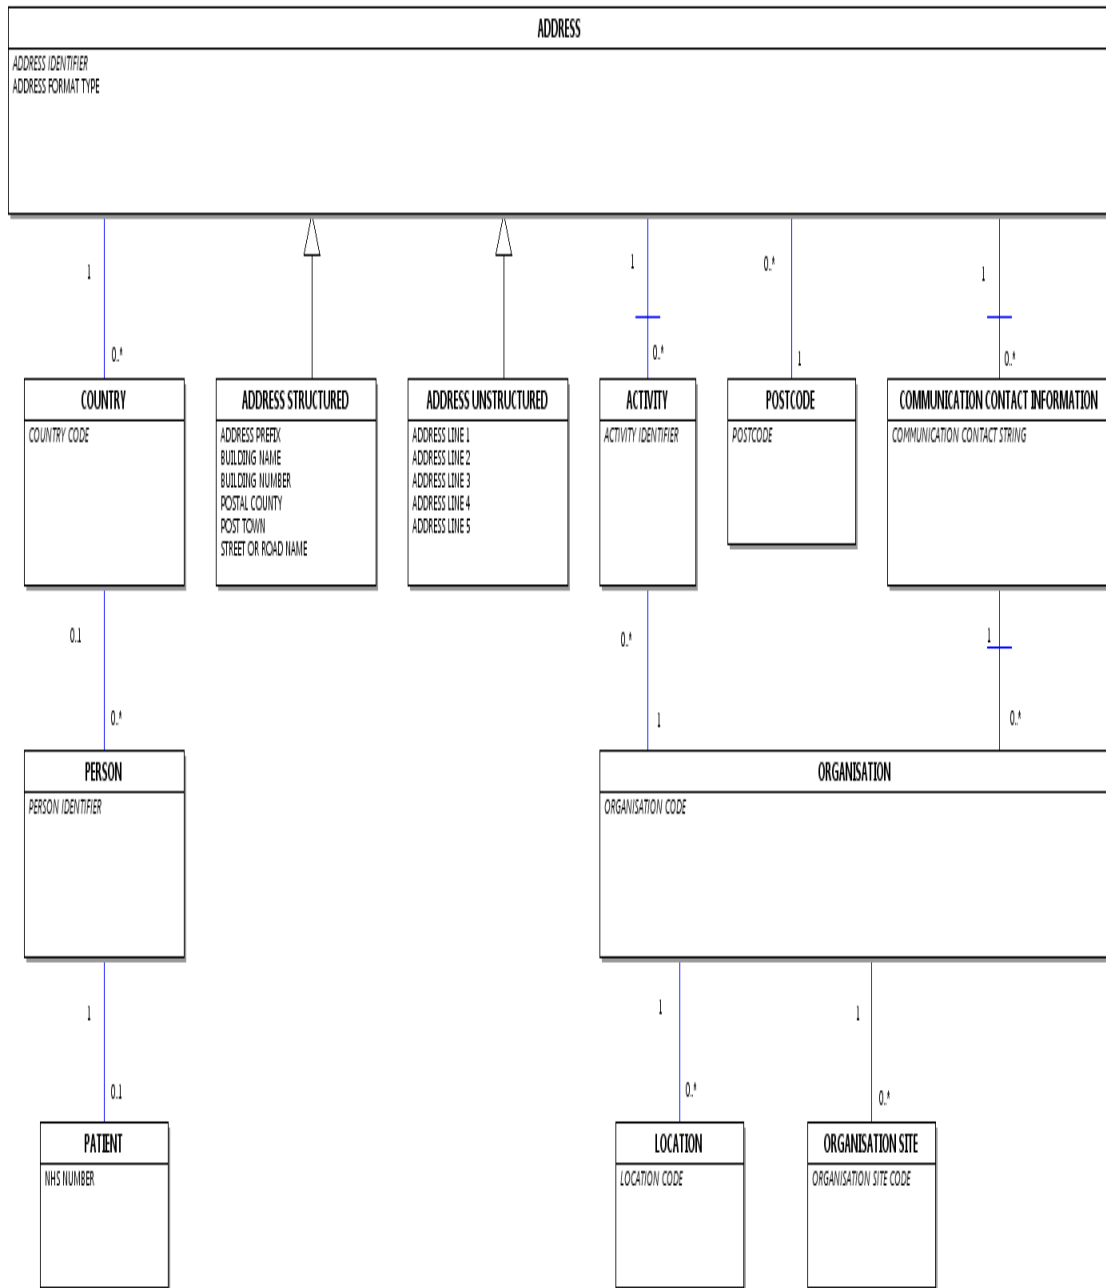 ADDRESS
ADDRESS IDENTIFIER
ADDRESS FORMAT TYPE
1
0..*
1
0..*
0..*
1
1
0..*
COUNTRY
COUNTRY CODE
ADDRESS STRUCTURED
ADDRESS PREFIX
BUILDING NAME
BUILDING NUMBER
POSTAL COUNTY
POST TOWN
STREET OR ROAD NAME
ADDRESS UNSTRUCTURED
ADDRESS LINE 1
ADDRESS LINE 2
ADDRESS LINE 3
ADDRESS LINE 4
ADDRESS LINE 5
ACTIVITY
ACTIVITY IDENTIFIER
POSTCODE
POSTCODE
COMMUNICATION CONTACT INFORMATION
COMMUNICATION CONTACT STRING
0..1
0..*
0..*
1
1
0..*
PERSON
PERSON IDENTIFIER
ORGANISATION
ORGANISATION CODE
1
0..1
1
0..*
1
0..*
PATIENT
NHS NUMBER
LOCATION
LOCATION CODE
ORGANISATION SITE
ORGANISATION SITE CODE